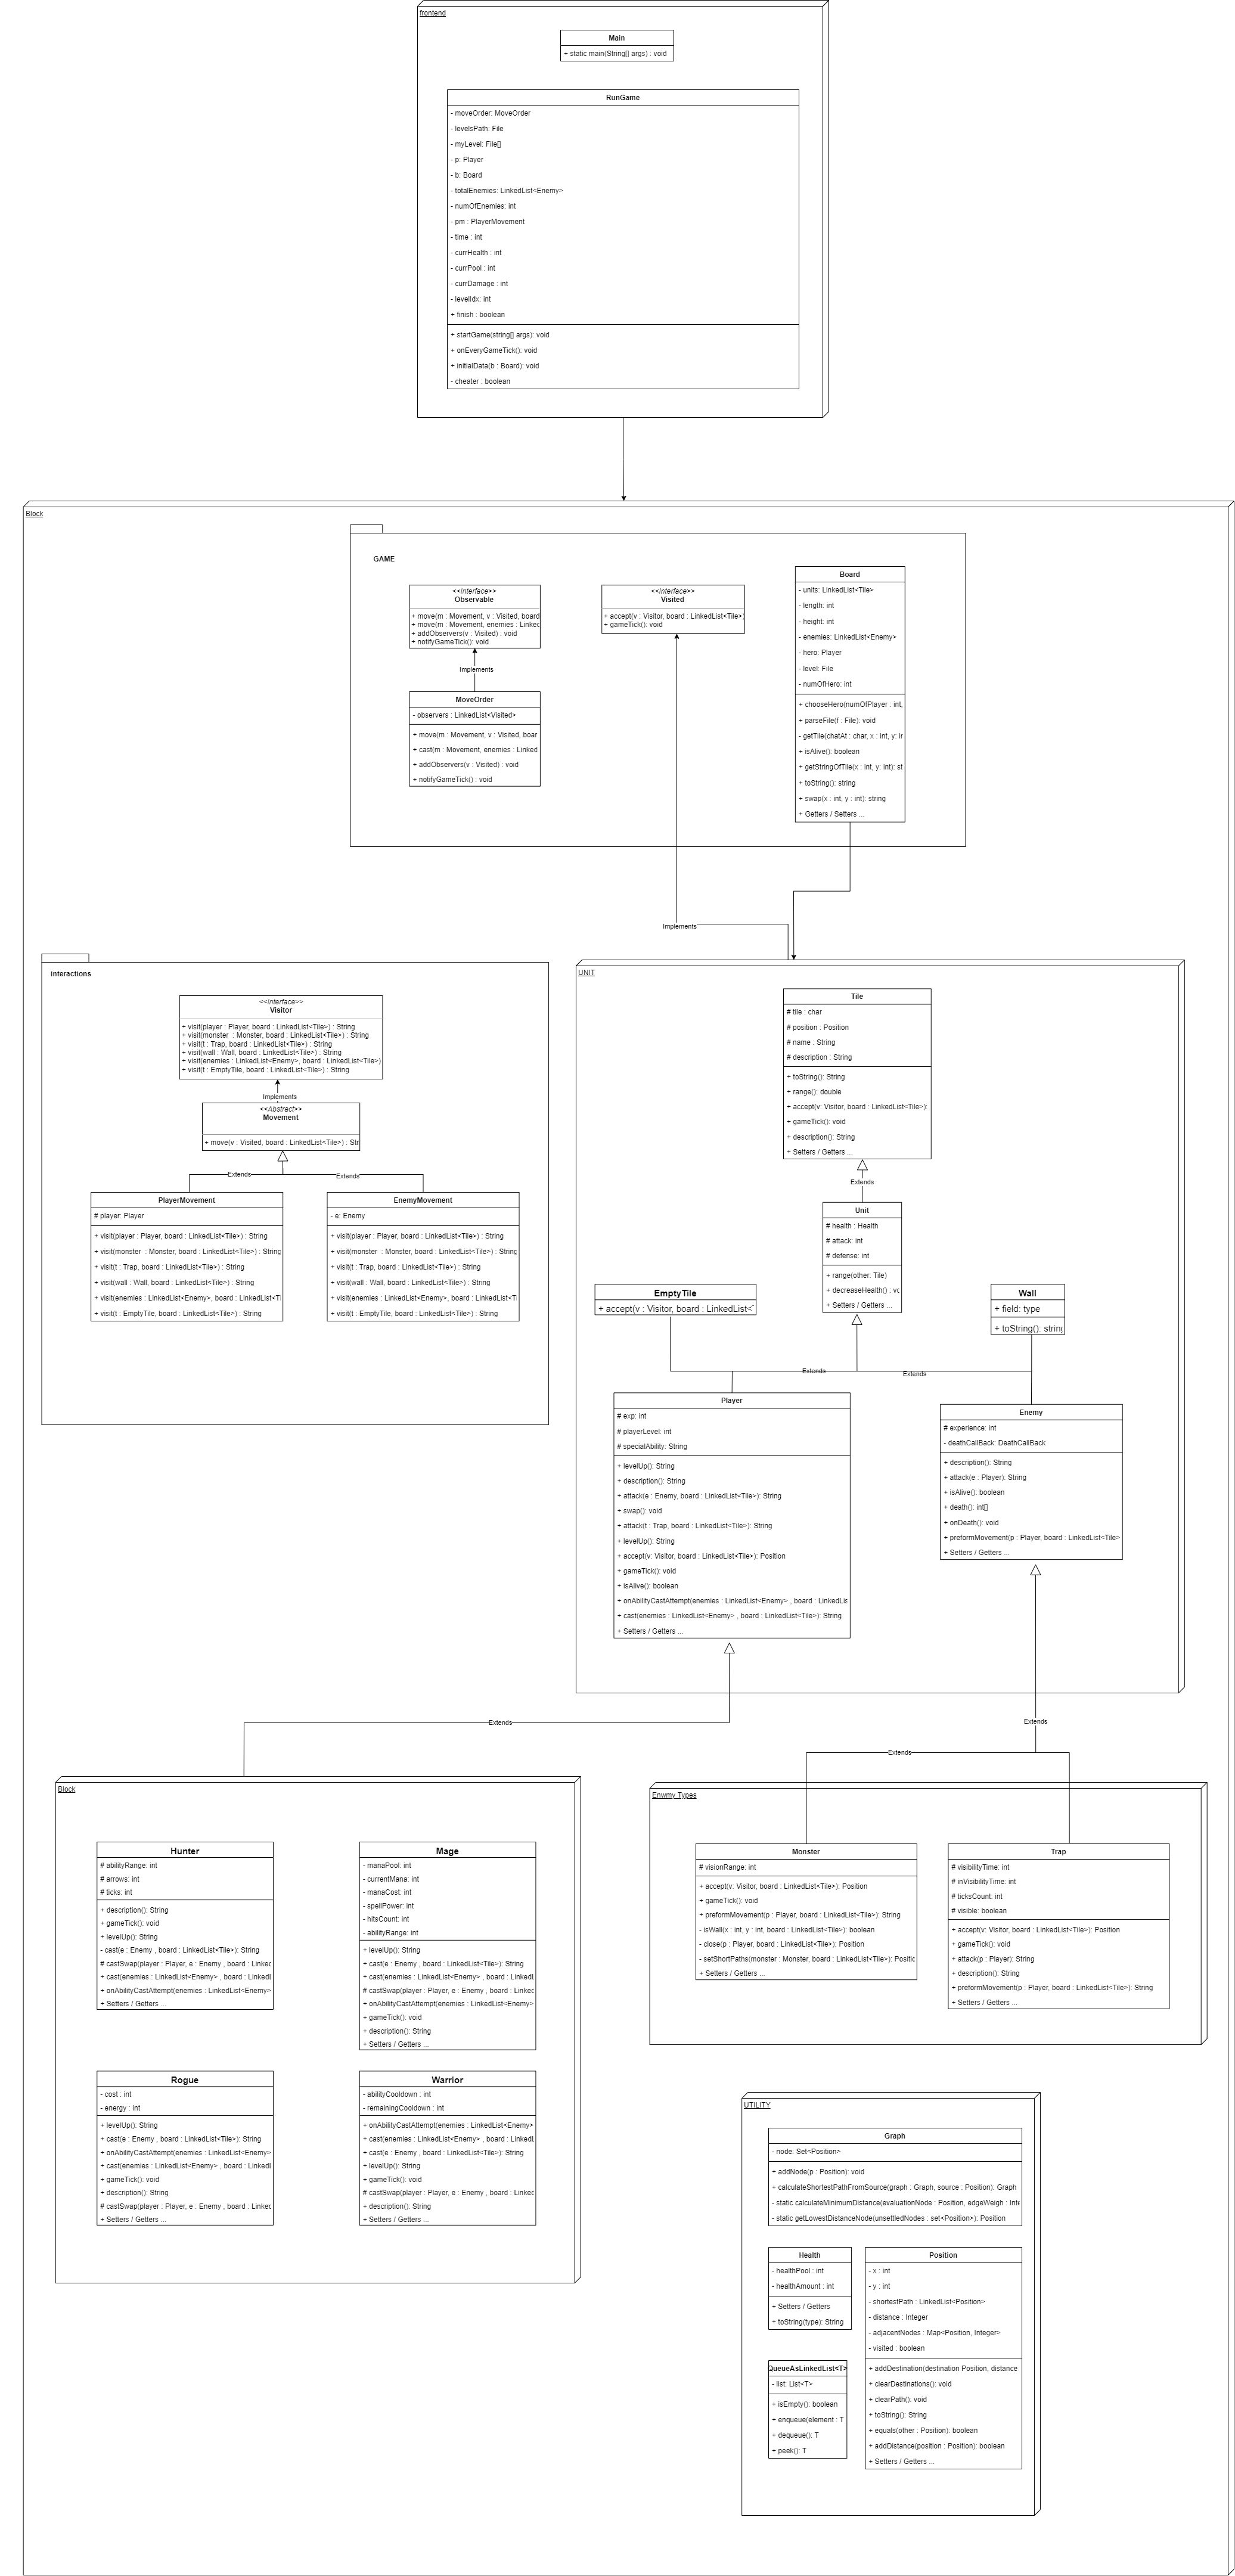 frontend
Main
+ static main(String[] args) : void
RunGame
- moveOrder: MoveOrder
- levelsPath: File
- myLevel: File[]
- p: Player
- b: Board
- totalEnemies: LinkedList<Enemy>
- numOfEnemies: int
- pm : PlayerMovement
- time : int
- currHealth : int
- currPool : int
- currDamage : int
- levelIdx: int
+ finish : boolean
+ startGame(string[] args): void
+ onEveryGameTick(): void
+ initialData(b : Board): void
- cheater : boolean
Block
GAME
<<Interface>>
Observable
+ move(m : Movement, v : Visited, board
+ move(m : Movement, enemies : Linked
+ addObservers(v : Visited) : void
+ notifyGameTick(): void
Implements
MoveOrder
- observers : LinkedList<Visited>
+ move(m : Movement, v : Visited, boar
+ cast(m : Movement, enemies : Linked
+ addObservers(v : Visited) : void
+ notifyGameTick() : void
<<Interface>>
Visited
+ accept(v : Visitor, board : LinkedList<Tile>)
+ gameTick(): void
Board
- units: LinkedList<Tile>
- length: int
- height: int
- enemies: LinkedList<Enemy>
- hero: Player
- level: File
- numOfHero: int
+ chooseHero(numOfPlayer : int,
+ parseFile(f : File): void
- getTile(chatAt : char, x : int, y: ir
+ isAlive(): boolean
+ getStringOfTile(x : int, y: int): st
+ toString(): string
+ swap(x : int, y : int): string
+ Getters / Setters ...
Implements
interactions
<<Interface>>
Visitor
+ visit(player : Player, board : LinkedList<Tile>) : String
+ visit(monster  : Monster, board : LinkedList<Tile>) : String
+ visit(t : Trap, board : LinkedList<Tile>) : String
+ visit(wall : Wall, board : LinkedList<Tile>) : String
+ visit(enemies : LinkedList<Enemy>, board : LinkedList<Tile>)
+ visit(t : EmptyTile, board : LinkedList<Tile>) : String
Implements
<<Abstract>>
Movement
+ move(v : Visited, board : LinkedList<Tile>) : Str
Extends
Extends
PlayerMovement
# player: Player
+ visit(player : Player, board : LinkedList<Tile>) : String
+ visit(monster  : Monster, board : LinkedList<Tile>) : String
+ visit(t : Trap, board : LinkedList<Tile>) : String
+ visit(wall : Wall, board : LinkedList<Tile>) : String
+ visit(enemies : LinkedList<Enemy>, board : LinkedList<Ti
+ visit(t : EmptyTile, board : LinkedList<Tile>) : String
EnemyMovement
- e: Enemy
+ visit(player : Player, board : LinkedList<Tile>) : String
+ visit(monster  : Monster, board : LinkedList<Tile>) : String
+ visit(t : Trap, board : LinkedList<Tile>) : String
+ visit(wall : Wall, board : LinkedList<Tile>) : String
+ visit(enemies : LinkedList<Enemy>, board : LinkedList<T
+ visit(t : EmptyTile, board : LinkedList<Tile>) : String
UNIT
Tile
# tile : char
# position : Position
# name : String
# description : String
+ toString(): String
+ range(): double
+ accept(v: Visitor, board : LinkedList<Tile>):
+ gameTick(): void
+ description(): String
+ Setters / Getters ...
Extends
Unit
# health : Health
# attack: int
# defense: int
+ range(other: Tile)
+ decreaseHealth() : vo
+ Setters / Getters ...
EmptyTile
+ accept(v : Visitor, board : LinkedList<
Wall
+ field: type
+ toString(): string
Extends
Extends
Player
# exp: int
# playerLevel: int
# specialAbility: String
+ levelUp(): String
+ description(): String
+ attack(e : Enemy, board : LinkedList<Tile>): String
+ swap(): void
+ attack(t : Trap, board : LinkedList<Tile>): String
+ levelUp(): String
+ accept(v: Visitor, board : LinkedList<Tile>): Position
+ gameTick(): void
+ isAlive(): boolean
+ onAbilityCastAttempt(enemies : LinkedList<Enemy> , board : LinkedLis
+ cast(enemies : LinkedList<Enemy> , board : LinkedList<Tile>): String
+ Setters / Getters ...
Enemy
# experience: int
- deathCallBack: DeathCallBack
+ description(): String
+ attack(e : Player): String
+ isAlive(): boolean
+ death(): int[]
+ onDeath(): void
+ preformMovement(p : Player, board : LinkedList<Tile>
+ Setters / Getters ...
Extends
Extends
Extends
Block
Hunter
# abilityRange: int
# arrows: int
# ticks: int
+ description(): String
+ gameTick(): void
+ levelUp(): String
- cast(e : Enemy , board : LinkedList<Tile>): String
# castSwap(player : Player, e : Enemy , board : Linked
+ cast(enemies : LinkedList<Enemy> , board : LinkedL
+ onAbilityCastAttempt(enemies : LinkedList<Enemy>
+ Setters / Getters ...
Mage
- manaPool: int
- currentMana: int
- manaCost: int
- spellPower: int
- hitsCount: int
- abilityRange: int
+ levelUp(): String
+ cast(e : Enemy , board : LinkedList<Tile>): String
+ cast(enemies : LinkedList<Enemy> , board : LinkedL
# castSwap(player : Player, e : Enemy , board : Linked
+ onAbilityCastAttempt(enemies : LinkedList<Enemy>
+ gameTick(): void
+ description(): String
+ Setters / Getters ...
Rogue
- cost : int
- energy : int
+ levelUp(): String
+ cast(e : Enemy , board : LinkedList<Tile>): String
+ onAbilityCastAttempt(enemies : LinkedList<Enemy>
+ cast(enemies : LinkedList<Enemy> , board : LinkedL
+ gameTick(): void
+ description(): String
# castSwap(player : Player, e : Enemy , board : Linked
+ Setters / Getters ...
Warrior
- abilityCooldown : int
- remainingCooldown : int
+ onAbilityCastAttempt(enemies : LinkedList<Enemy>
+ cast(enemies : LinkedList<Enemy> , board : LinkedL
+ cast(e : Enemy , board : LinkedList<Tile>): String
+ levelUp(): String
+ gameTick(): void
# castSwap(player : Player, e : Enemy , board : Linked
+ description(): String
+ Setters / Getters ...
Enwmy Types
Monster
# visionRange: int
+ accept(v: Visitor, board : LinkedList<Tile>): Position
+ gameTick(): void
+ preformMovement(p : Player, board : LinkedList<Tile>): String
- isWall(x : int, y : int, board : LinkedList<Tile>): boolean
- close(p : Player, board : LinkedList<Tile>): Position
- setShortPaths(monster : Monster, board : LinkedList<Tile>): Positic
+ Setters / Getters ...
Trap
# visibilityTime: int
# inVisibilityTime: int
# ticksCount: int
# visible: boolean
+ accept(v: Visitor, board : LinkedList<Tile>): Position
+ gameTick(): void
+ attack(p : Player): String
+ description(): String
+ preformMovement(p : Player, board : LinkedList<Tile>): String
+ Setters / Getters ...
UTILITY
Graph
- node: Set<Position>
+ addNode(p : Position): void
+ calculateShortestPathFromSource(graph : Graph, source : Position): Graph
- static calculateMinimumDistance(evaluationNode : Position, edgeWeigh : Inte
- static getLowestDistanceNode(unsettledNodes : set<Position>): Position
Health
- healthPool : int
- healthAmount : int
+ Setters / Getters
+ toString(type): String
Position
- x : int
- y : int
- shortestPath : LinkedList<Position>
- distance : Integer
- adjacentNodes : Map<Position, Integer>
- visited : boolean
+ addDestination(destination Position, distance
+ clearDestinations(): void
+ clearPath(): void
+ toString(): String
+ equals(other : Position): boolean
+ addDistance(position : Position): boolean
+ Setters / Getters ...
QueueAsLinkedList<T>
- list: List<T>
+ isEmpty(): boolean
+ enqueue(element : T
+ dequeue(): T
+ peek(): T